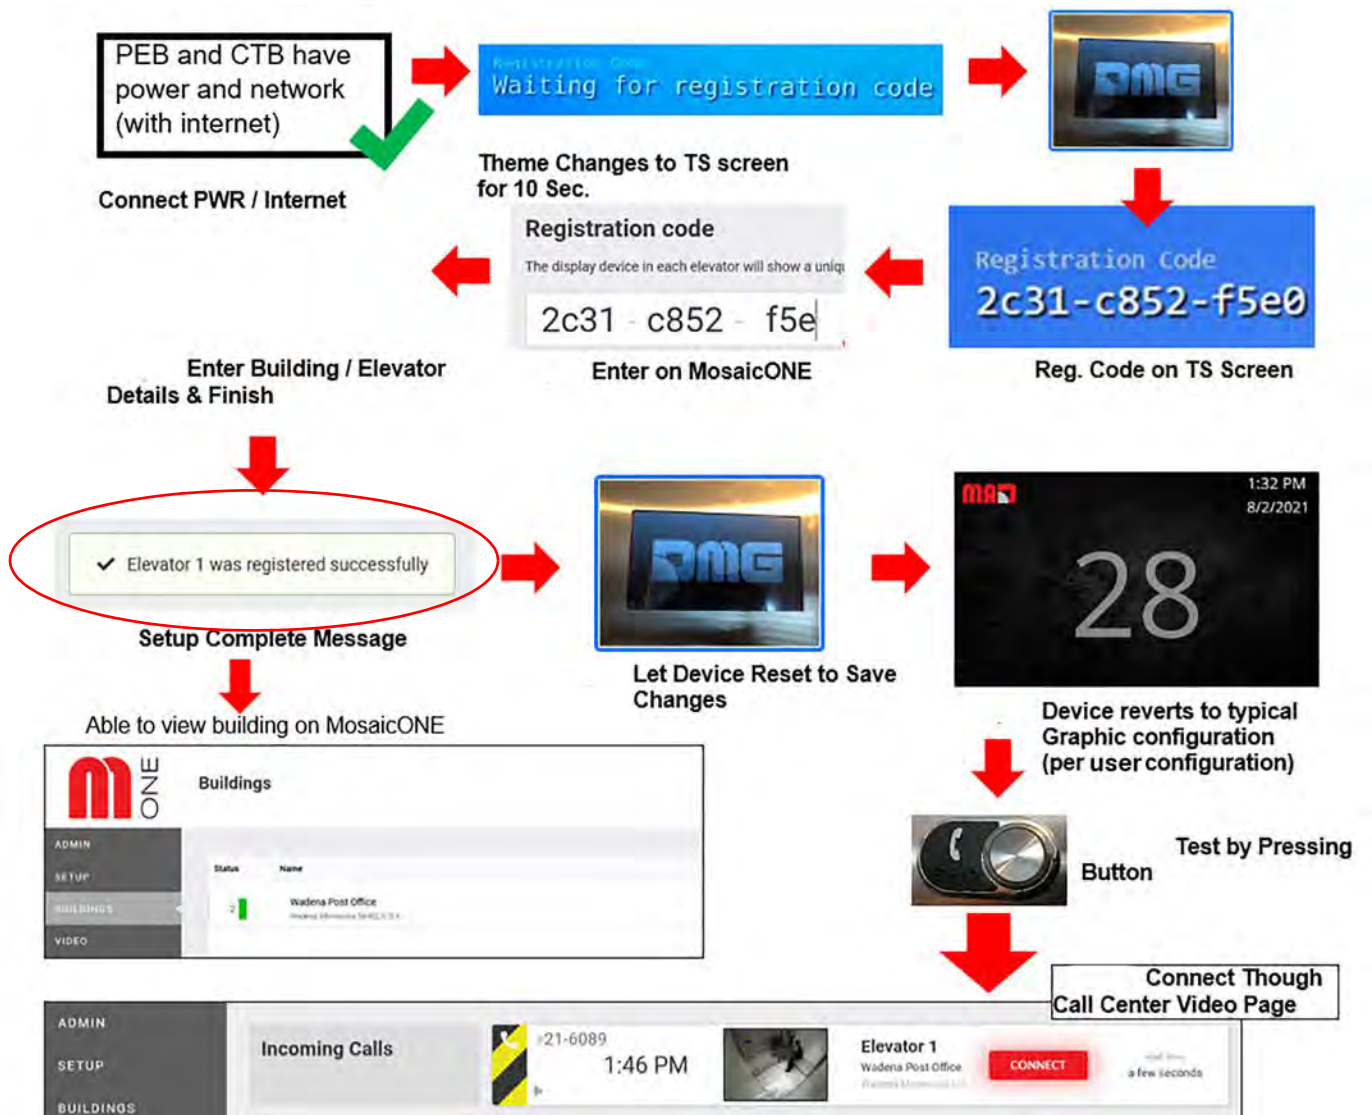 PEB and CTB have
power and network
(with internet)
Connect PWR / Internet
Registration Code
Waiting for registration code
Theme Changes to TS screen
for 10 Sec.
DMG
Registration Code
2c31-c852-f5e0
Reg. Code on TS Screen
Registration code
The display device in each elevator will show a uniqu
2c31 - c852 - f5e
Enter on MosaicONE
Enter Building / Elevator
Details & Finish
Elevator 1 was registered successfully
Setup Complete Message
DMG
Let Device Reset to Save
Changes
MAD
1:32 PM
8/2/2021
28
Device reverts to typical
Graphic configuration
(per user configuration)
Able to view building on MosaicONE
ONE
Buildings
ADMIN
SETUP
BUILDINGS
VIDEO
Status Name
2 Wadena Post Office
Test by Pressing
Button
Connect Though
Call Center Video Page
ADMIN
SETUP
BUILDINGS
Incoming Calls
21-6089
1:46 PM
Elevator 1
Wadena Post Office
CONNECT
a few seconds